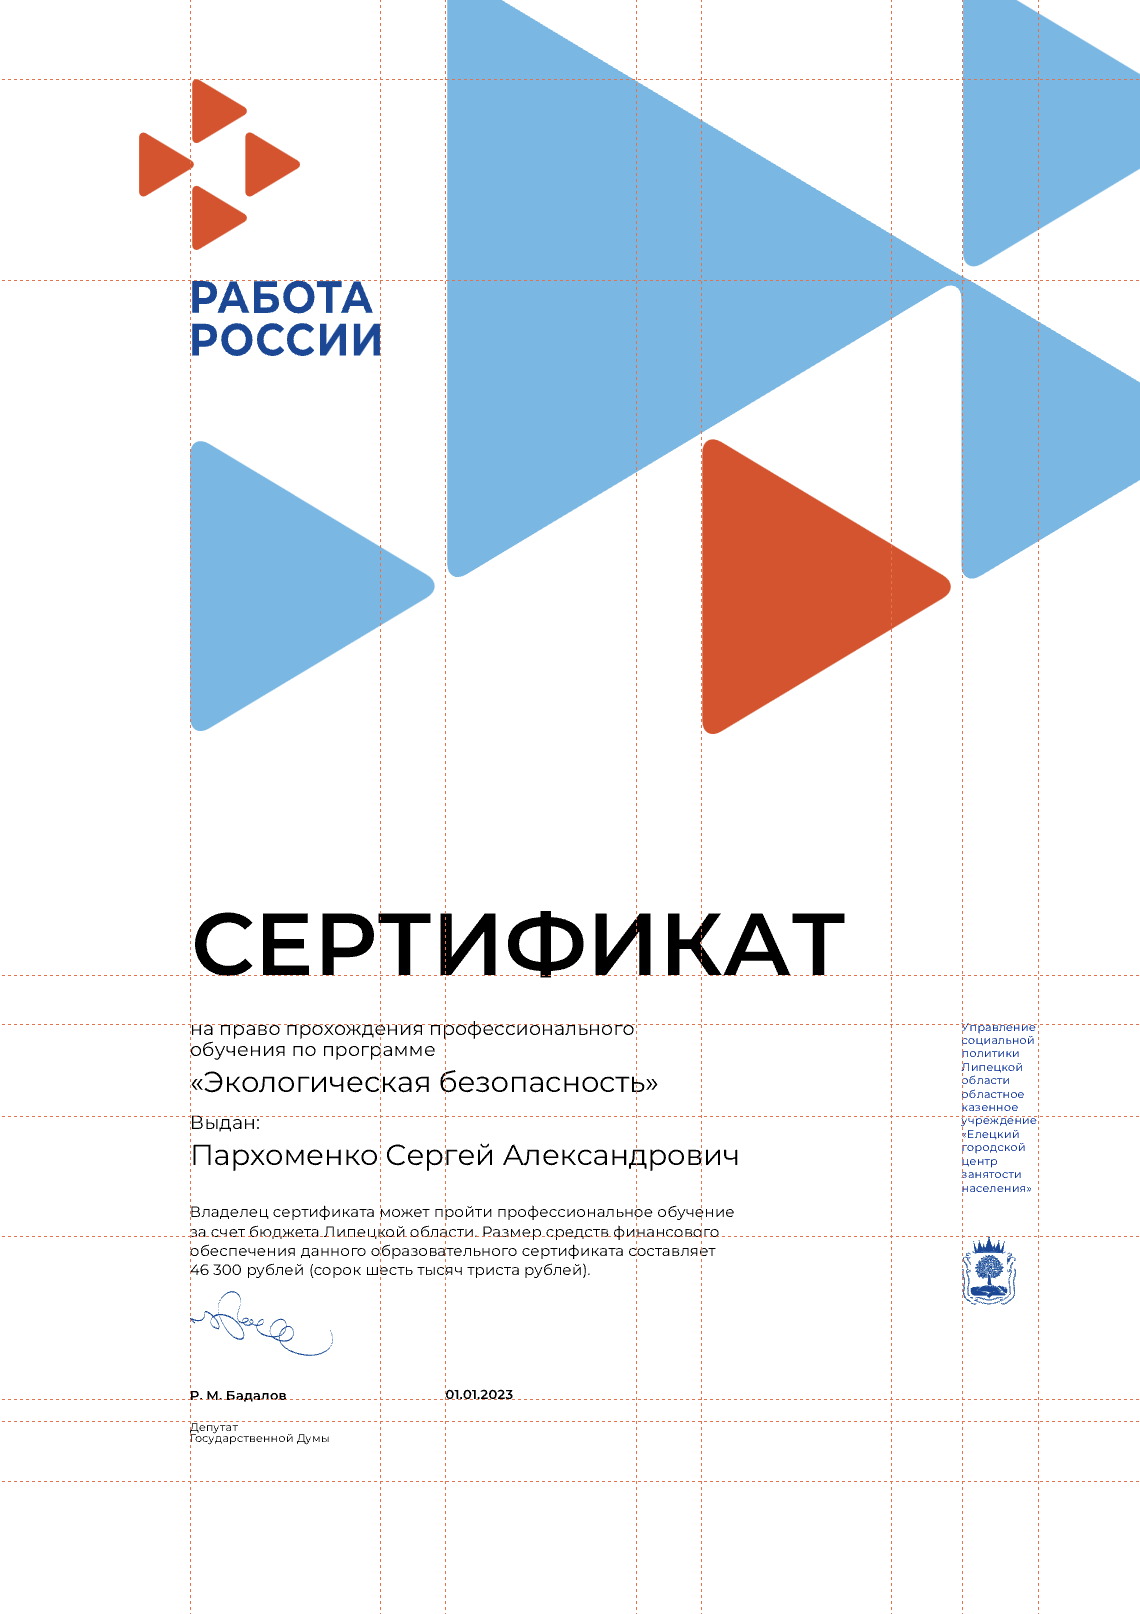 РАБОТА
РОССИИ
СЕРТИФИКАТ
на право прохождения профессионального
обучения по программе
«Экологическая безопасность»
Выдан:
Пархоменко Сергей Александрович
Владелец сертификата может пройти профессиональное обучение
за счет бюджета Липецкой области. Размер средств финансового
обеспечения данного образовательного сертификата составляет
46 300 рублей (сорок шесть тысяч триста рублей).
Р. М. Бадалов
01.01.2023
Депутат
Государственной Думы
Управление
социальной
политики
Липецкой
области
областное
казенное
учреждение
«Елецкий
городской
центр
занятости
населения»